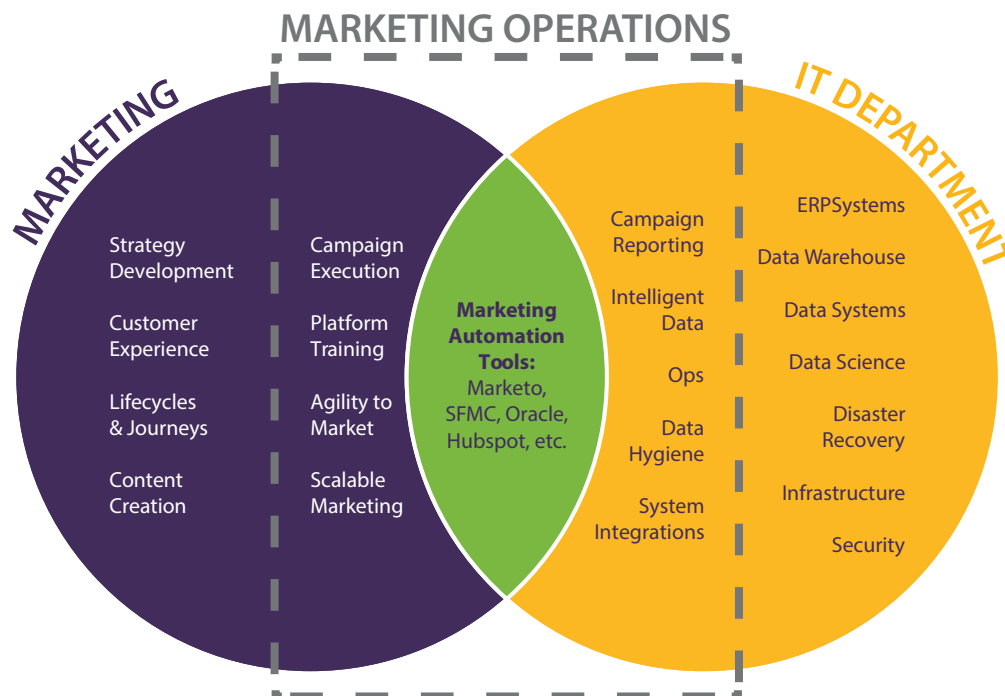 MARKETING OPERATIONS
MARKETING
IT DEPARTMENT
Strategy
Development
Customer
Experience
Lifecycles
& Journeys
Content
Creation
Campaign
Execution
Platform
Training
Agility to
Market
Scalable
Marketing
Marketing
Automation
Tools:
Marketo,
SFMC, Oracle,
Hubspot, etc.
Campaign
Reporting
Intelligent
Data
Ops
Data
Hygiene
System
Integrations
ERPSystems
Data Warehouse
Data Systems
Data Science
Disaster
Recovery
Infrastructure
Security